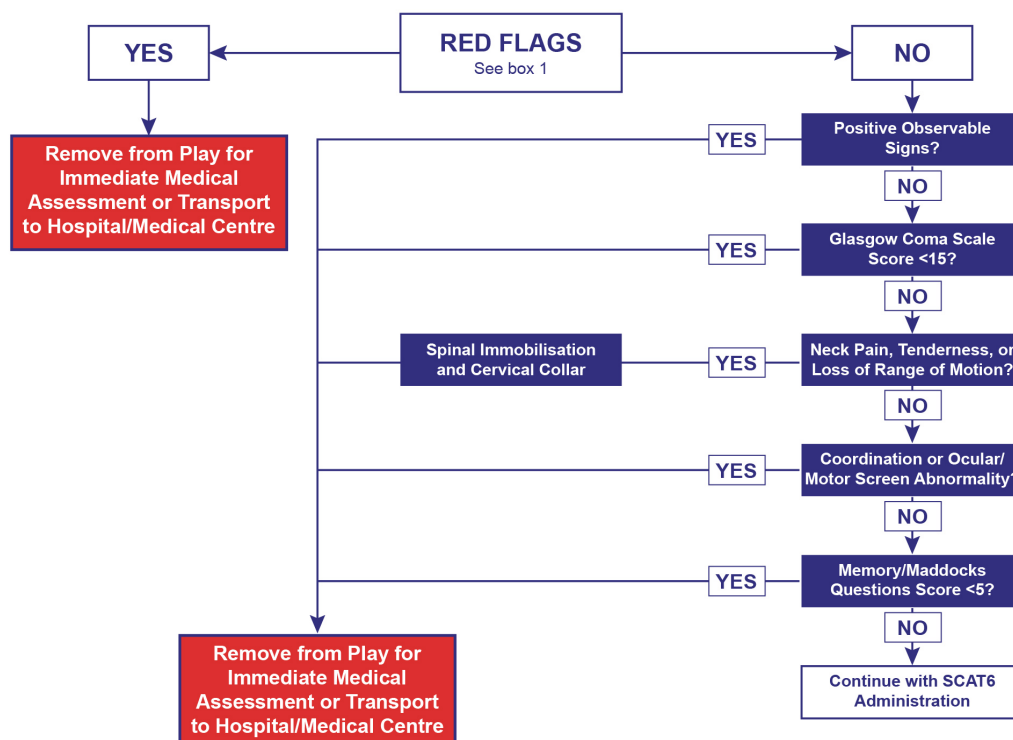 RED FLAGS
See box 1
YES
NO
Remove from Play for
Immediate Medical
Assessment or Transport
to Hospital/Medical Centre
Positive Observable
Signs?
YES
NO
Glasgow Coma Scale
Score <15?
YES
NO
Neck Pain, Tenderness, or
Loss of Range of Motion?
YES
Spinal Immobilisation
and Cervical Collar
NO
Coordination or Ocular/
Motor Screen Abnormality?
YES
NO
Memory/Maddocks
Questions Score <5?
YES
NO
Remove from Play for
Immediate Medical
Assessment or Transport
to Hospital/Medical Centre
Continue with SCAT6
Administration